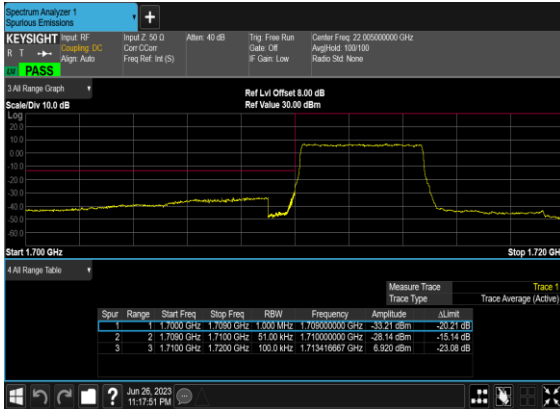 Spectrum Analyzer 1
Spurious Emissions
KEYSIGHT
R T
Input: RF
Coupling: DC
Align: Auto
Input Z: 50 Ω
Corr CCorr
Freq Ref: Int (S)
Atten: 40 dB
Trig: Free Run
Gate: Off
IF Gain: Low
Center Freq: 22.005000000 GHz
Avg|Hold: 100/100
Radio Std: None
PASS
3 All Range Graph
Scale/Div 10.0 dB
Ref Lvl Offset 8.00 dB
Ref Value 30.00 dBm
Log
20.0
10.0
0.00
-10.0
-20.0
-30.0
-40.0
-50.0
-60.0
Start 1.700 GHz
Stop 1.720 GH
4 All Range Table
Measure Trace Trace 1
Trace Type Trace Average (Active)
Spur Range Start Freq Stop Freq RBW Frequency Amplitude ΔLimit
1 1 1.7000 GHz 1.7090 GHz 1.000 MHz 1.709000000 GHz -33.21 dBm -20.21 dB
2 2 1.7090 GHz 1.7100 GHz 51.00 kHz 1.710000000 GHz -28.14 dBm -15.14 dB
3 3 1.7100 GHz 1.7200 GHz 100.0 kHz 1.713416667 GHz 6.920 dBm -23.08 dB
Jun 26, 2023
11:17:51 PM